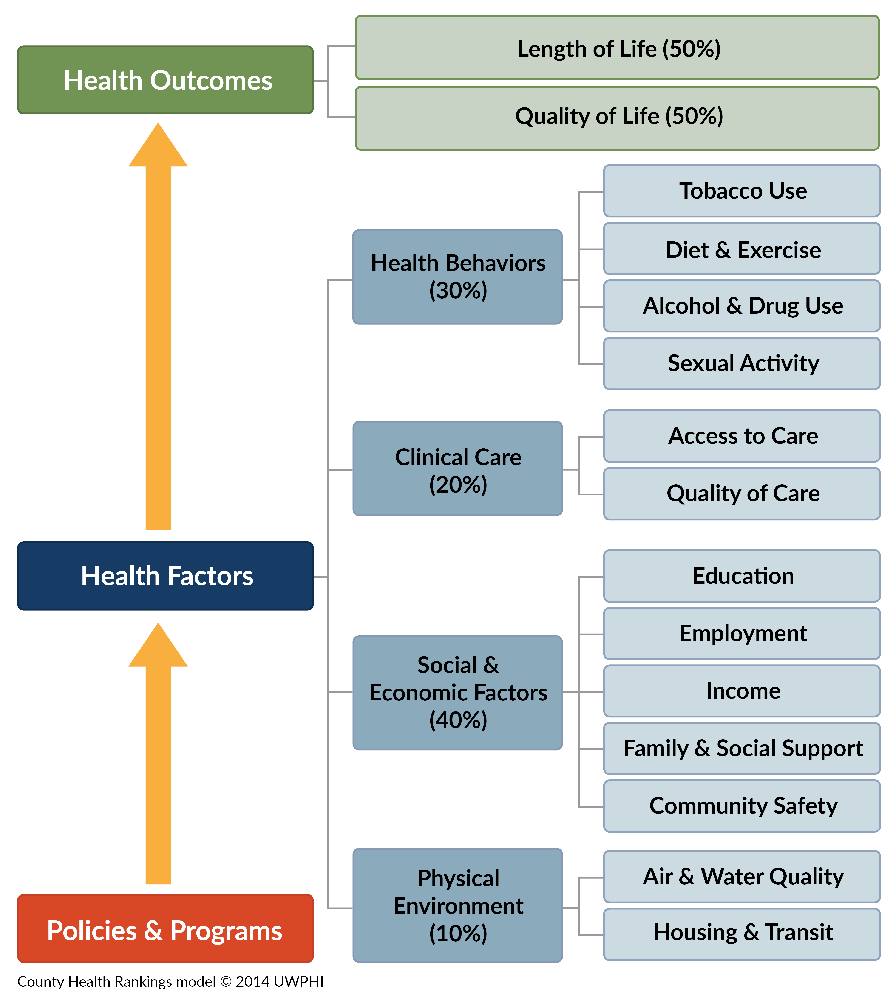 Health Outcomes
Length of Life (50%)
Quality of Life (50%)
Health Factors
Health Behaviors
(30%)
Tobacco Use
Diet & Exercise
Alcohol & Drug Use
Sexual Activity
Clinical Care
(20%)
Access to Care
Quality of Care
Social &
Economic Factors
(40%)
Education
Employment
Income
Family & Social Support
Community Safety
Physical
Environment
(10%)
Air & Water Quality
Housing & Transit
Policies & Programs
County Health Rankings model © 2014 UWPHI